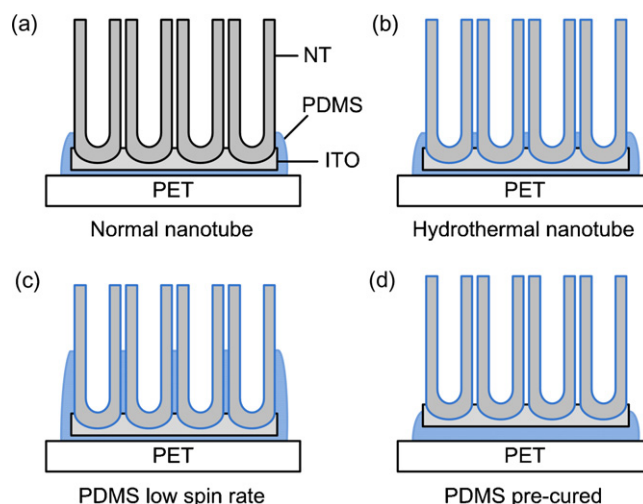 (a)
NT
PDMS
ITO
PET
Normal nanotube
(b)
PET
Hydrothermal nanotube
(c)
PET
PDMS low spin rate
(d)
PET
PDMS pre-cured